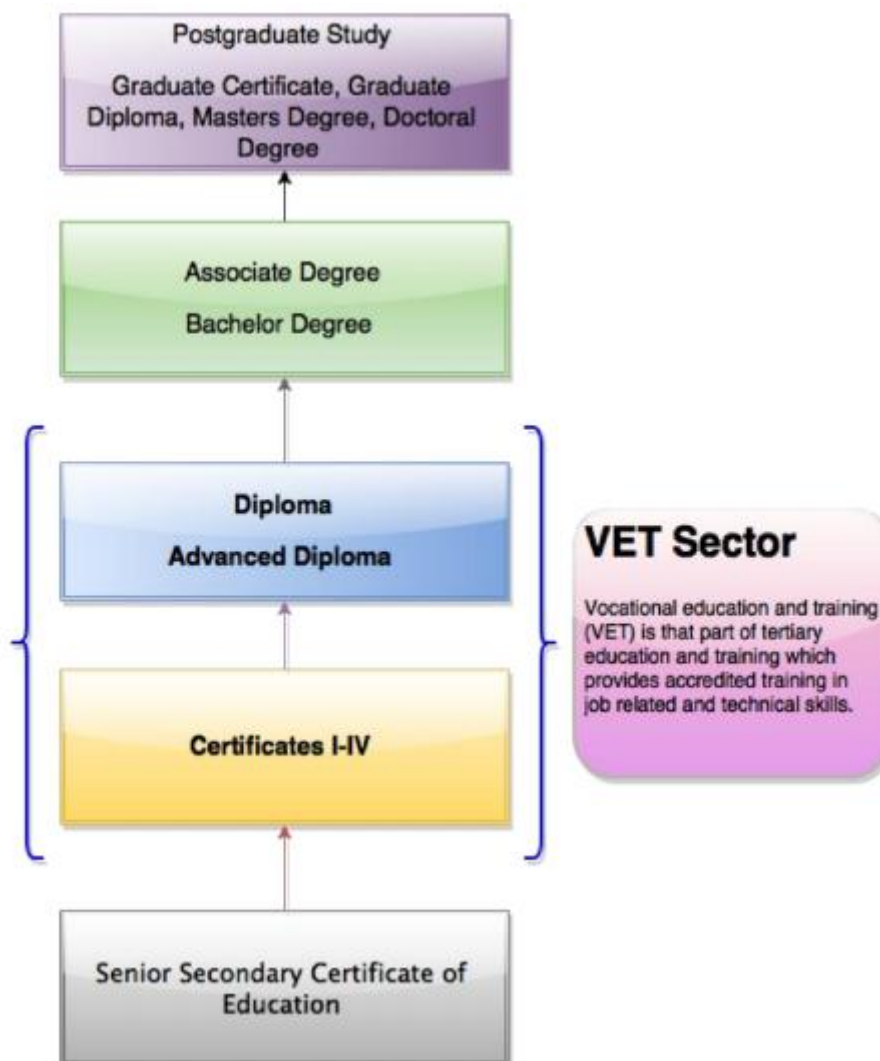 Postgraduate Study
Graduate Certificate, Graduate
Diploma, Masters Degree, Doctoral
Degree
Associate Degree
Bachelor Degree
Diploma
Advanced Diploma
VET Sector
Vocational education and training
(VET) is that part of tertiary
education and training which
provides accredited training in
job related and technical skills.
Certificates I-IV
Senior Secondary Certificate of
Education